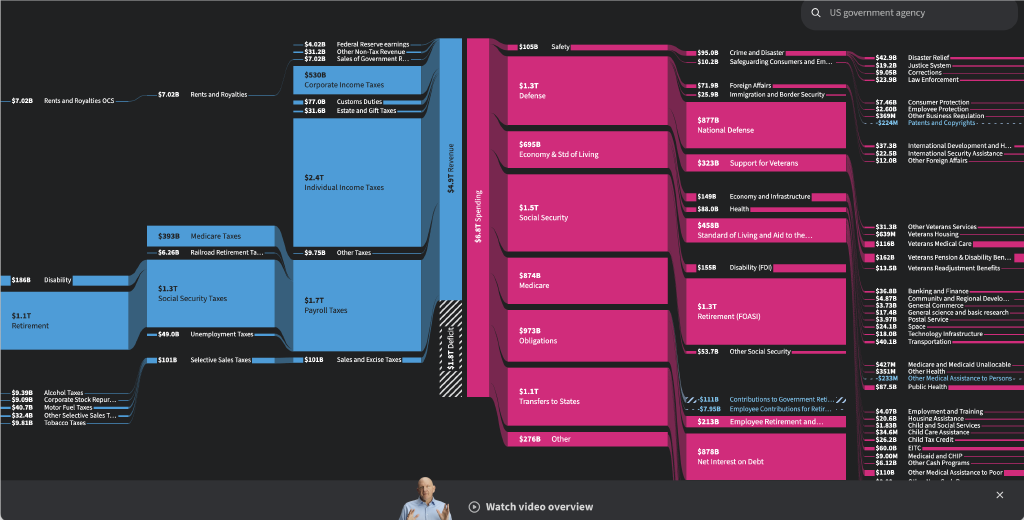 US government agency
$7.02B Rents and Royalties OCS
$186B Disability
$1.1T
Retirement
$9.39B Alcohol Taxes
$9.09B Corporate Stock Repur...
$40.7B Motor Fuel Taxes
$32.4B Other Selective Sales T...
$9.81B Tobacco Taxes
$7.02B Rents and Royalties
$393B Medicare Taxes
$6.26B Railroad Retirement Ta...
$1.3T
Social Security Taxes
$49.0B Unemployment Taxes
$101B Selective Sales Taxes
$4.02B Federal Reserve earnings
$31.2B Other Non-Tax Revenue
$7.02B Sales of Government R...
$530B
Corporate Income Taxes
$77.0B Customs Duties
$31.6B Estate and Gift Taxes
$2.4T
Individual Income Taxes
$9.75B Other Taxes
$1.7T
Payroll Taxes
$101B Sales and Excise Taxes
$4.9T Revenue
$1.8T Deficit
$6.8T Spending
$105B Safety
$1.3T
Defense
$695B
Economy & Std of Living
$1.5T
Social Security
$874B
Medicare
$973B
Obligations
$1.1T
Transfers to States
$276B Other
$95.0B Crime and Disaster
$10.2B Safeguarding Consumers and Em...
$71.9B Foreign Affairs
$25.9B Immigration and Border Security
$877B
National Defense
$323B Support for Veterans
$149B Economy and Infrastructure
$88.0B Health
$458B
Standard of Living and Aid to the...
$155B Disability (FDI)
$1.3T
Retirement (FOASI)
$53.7B Other Social Security
-$111B Contributions to Government Reti...
-$7.95B Employee Contributions for Retir...
$213B Employee Retirement and...
$878B
Net Interest on Debt
$42.9B Disaster Relief
$19.2B Justice System
$9.05B Corrections
$23.9B Law Enforcement
$7.46B Consumer Protection
$2.60B Employee Protection
$369M Other Business Regulation
-$224M Patents and Copyrights
$37.3B International Development and H...
$22.5B International Security Assistance
$12.0B Other Foreign Affairs
$31.3B Other Veterans Services
$639M Veterans Housing
$116B Veterans Medical Care
$162B Veterans Pension & Disability Ben...
$13.5B Veterans Readjustment Benefits
$36.8B Banking and Finance
$4.87B Community and Regional Develo...
$3.73B General Commerce
$17.4B General science and basic research
$3.97B Postal Service
$24.1B Space
$18.0B Technology Infrastructure
$40.1B Transportation
$427M Medicare and Medicaid Unallocable
$351M Other Health
-$233M Other Medical Assistance to Persons
$87.5B Public Health
$4.07B Employment and Training
$20.6B Housing Assistance
$1.83B Child and Social Services
$34.6M Child Care Assistance
$26.2B Child Tax Credit
$60.0B EITC
$9.00M Medicaid and CHIP
$6.12B Other Cash Programs
$110B Other Medical Assistance to Poor
Watch video overview